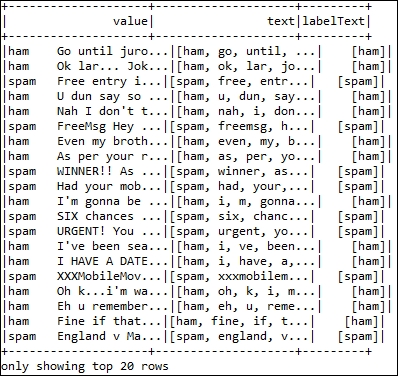 +--------------------+--------------------+---------+
|               value|                text|labelText|
+--------------------+--------------------+---------+
|ham	Go until juro...|[ham, go, until, ...|    [ham]|
|ham	Ok lar... Jok...|[ham, ok, lar, jo...|    [ham]|
|spam	Free entry i...|[spam, free, entr...|   [spam]|
|ham	U dun say so ...|[ham, u, dun, say...|    [ham]|
|ham	Nah I don't t...|[ham, nah, i, don...|    [ham]|
|spam	FreeMsg Hey ...|[spam, freemsg, h...|   [spam]|
|ham	Even my broth...|[ham, even, my, b...|    [ham]|
|ham	As per your r...|[ham, as, per, yo...|    [ham]|
|spam	WINNER!! As ...|[spam, winner, as...|   [spam]|
|spam	Had your mob...|[spam, had, your,...|   [spam]|
|ham	I'm gonna be ...|[ham, i, m, gonna...|    [ham]|
|spam	SIX chances ...|[spam, six, chanc...|   [spam]|
|spam	URGENT! You ...|[spam, urgent, yo...|   [spam]|
|ham	I've been sea...|[ham, i, ve, been...|    [ham]|
|ham	I HAVE A DATE...|[ham, i, have, a,...|    [ham]|
|spam	XXXMobileMov...|[spam, xxxmobilem...|   [spam]|
|ham	Oh k...i'm wa...|[ham, oh, k, i, m...|    [ham]|
|ham	Eh u remember...|[ham, eh, u, reme...|    [ham]|
|ham	Fine if that...|[ham, fine, if, t...|    [ham]|
|spam	England v Ma...|[spam, england, v...|   [spam]|
+--------------------+--------------------+---------+
only showing top 20 rows